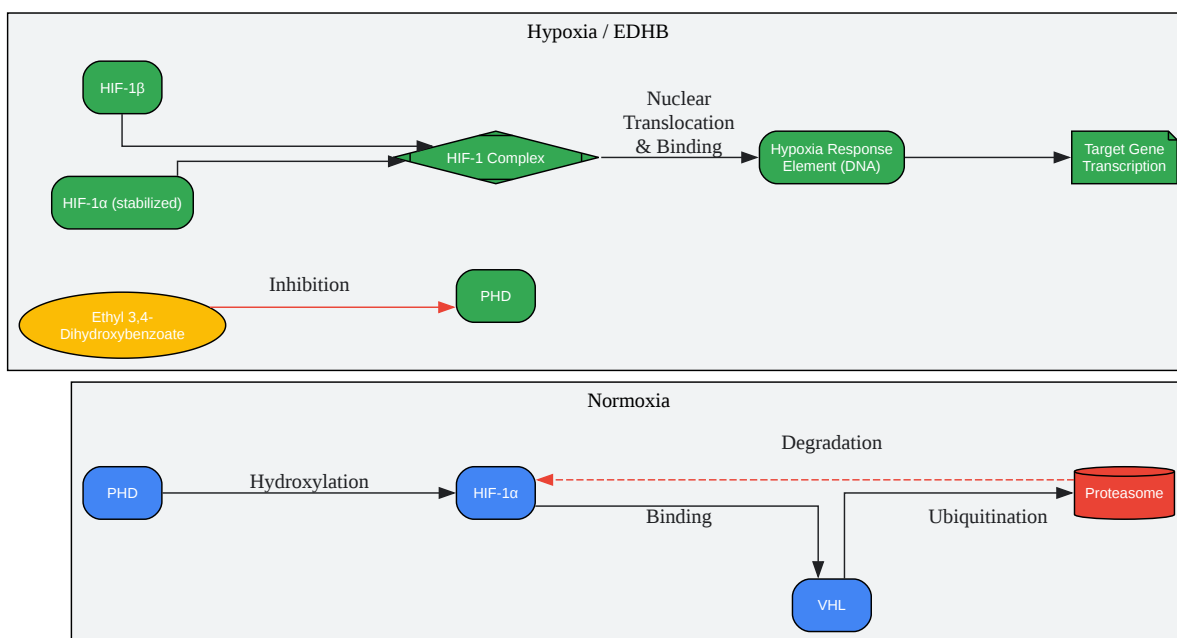 Hypoxia / EDHB
HIF-1β
Nuclear
Translocation
& Binding
HIF-1 Complex
Hypoxia Response
Element (DNA)
Target Gene
Transcription
HIF-1α (stabilized)
Inhibition
PHD
Ethyl 3,4-
Dihydroxybenzoate
Normoxia
Degradation
PHD
Hydroxylation
HIF-1α
Proteasome
Binding
Ubiquitination
VHL